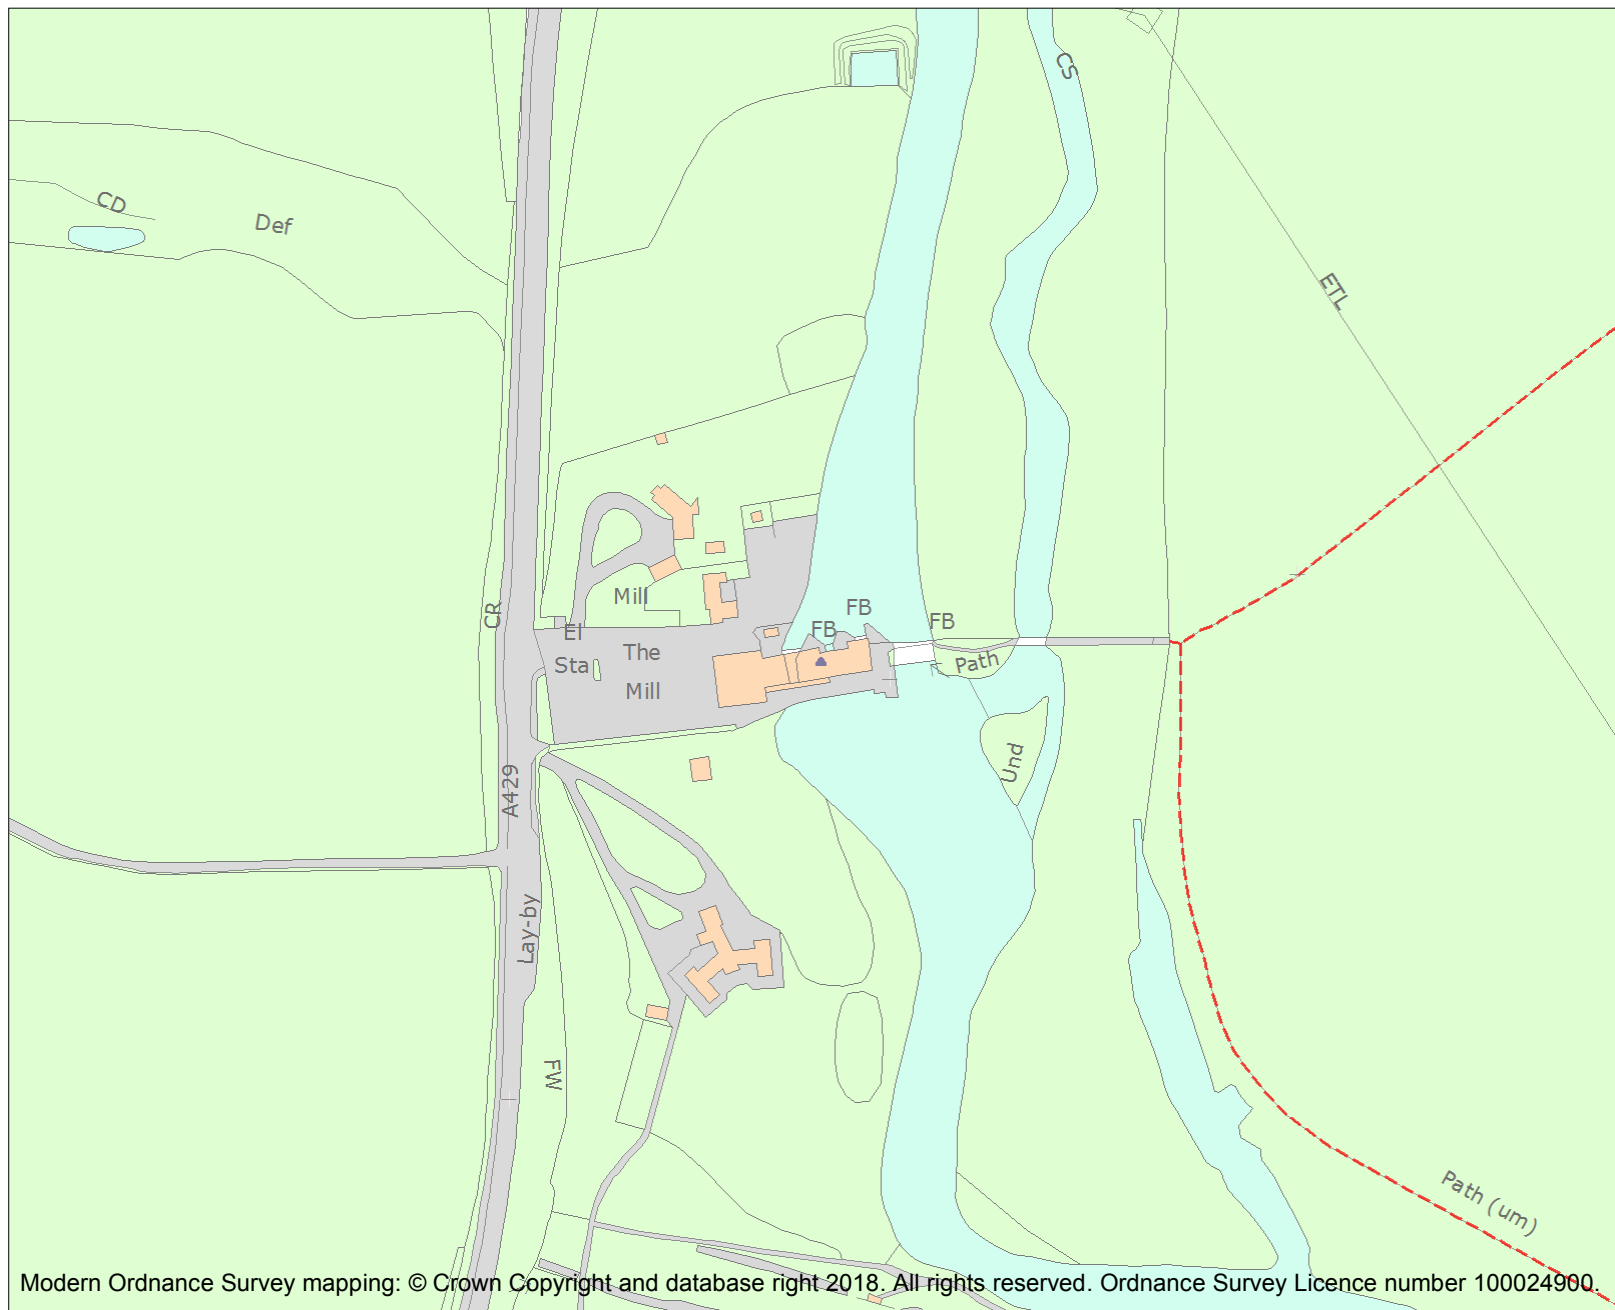 CS
CD
Def
ETL
Mill
CR
FB
FB
FB
El
Sta
The
Mill
Path
Und
A429
Lay-by
FW
Path (um)
Modern Ordnance Survey mapping: © Crown Copyright and database right 2018. All rights reserved. Ordnance Survey Licence number 100024900.